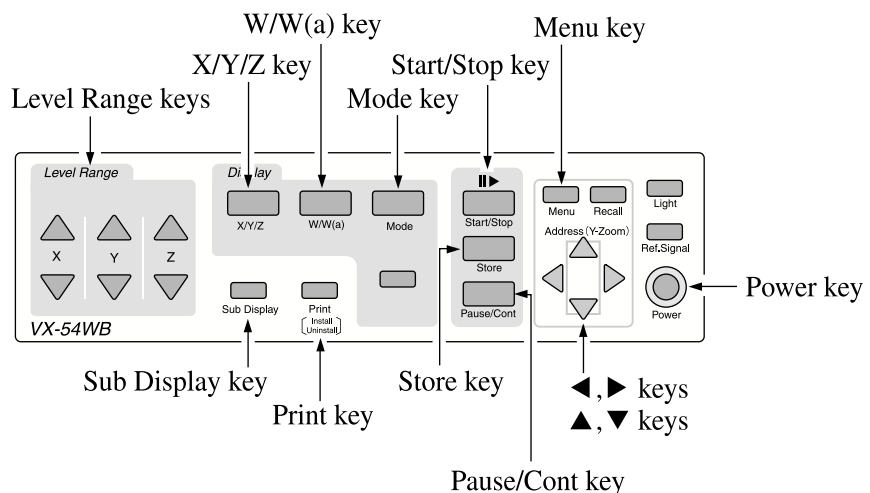 W/W(a) key
Menu key
X/Y/Z key
Start/Stop key
Level Range keys
Mode key
Level Range
Display
X/Y/Z
W/W(a)
Mode
Start/Stop
Menu
Recall
Light
Address (Y-Zoom)
Ref.Signal
X
Y
Z
Store
Sub Display
Print
[Install
Uninstall]
Pause/Cont
Power
VX-54WB
Power key
Sub Display key
Print key
Store key
◀,▶ keys
▲,▼ keys
Pause/Cont key